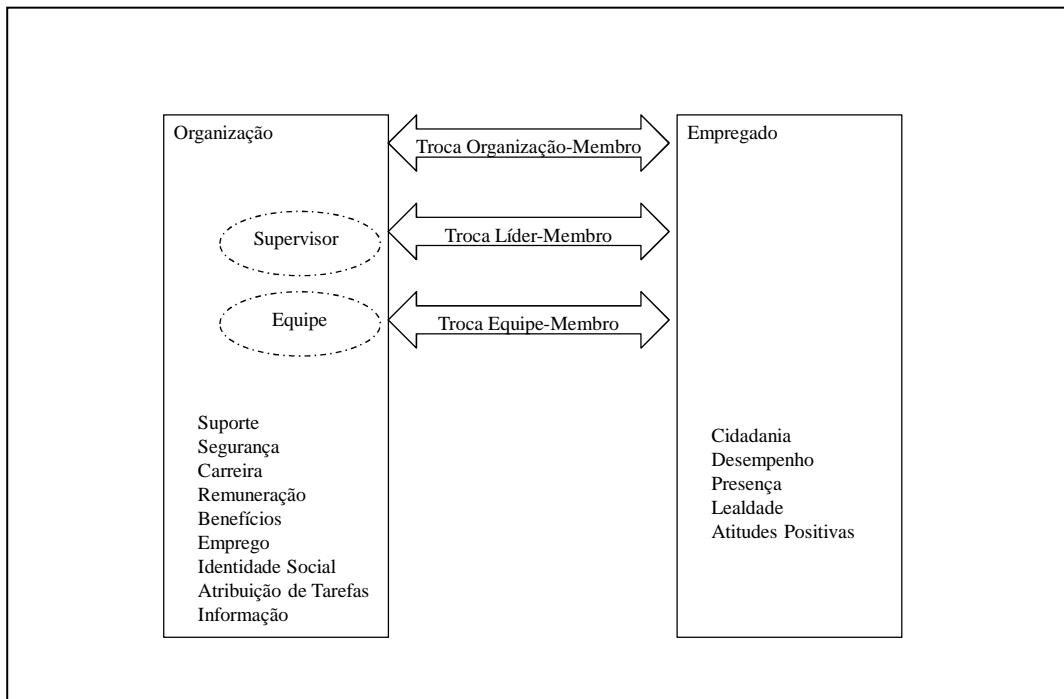 Organização
Troca Organização-Membro
Empregado
Supervisor
Troca Líder-Membro
Equipe
Troca Equipe-Membro
Suporte
Segurança
Carreira
Remuneração
Benefícios
Emprego
Identidade Social
Atribuição de Tarefas
Informação
Cidadania
Desempenho
Presença
Lealdade
Atitudes Positivas